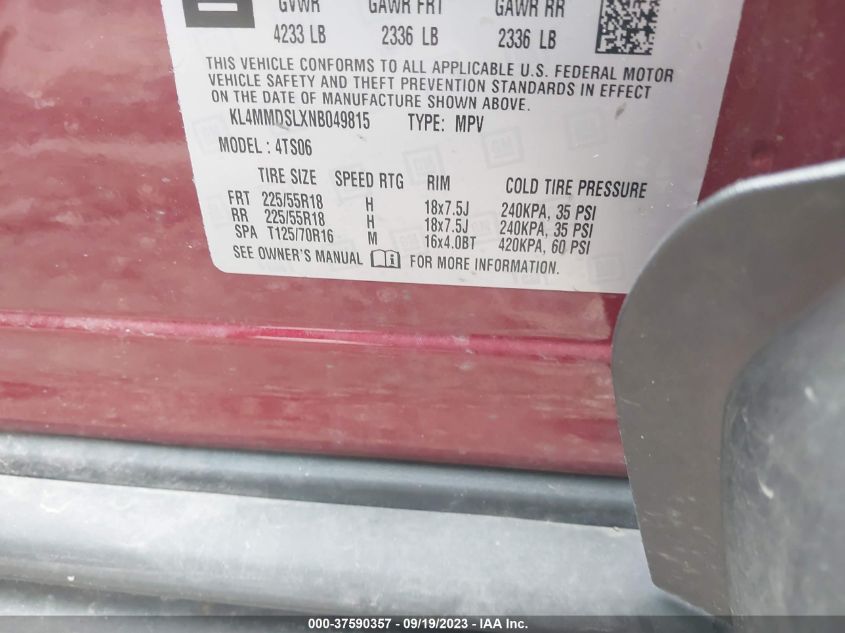 GVWR GAWR FRT GAWR RR
4233 LB 2336 LB 2336 LB
THIS VEHICLE CONFORMS TO ALL APPLICABLE U.S. FEDERAL MOTOR
VEHICLE SAFETY AND THEFT PREVENTION STANDARDS IN EFFECT
ON THE DATE OF MANUFACTURE SHOWN ABOVE.
KL4MMDSLXNB049815 TYPE: MPV
MODEL: 4TS06
TIRE SIZE SPEED RTG RIM COLD TIRE PRESSURE
FRT 225/55R18 H 18x7.5J 240KPA, 35 PSI
RR 225/55R18 H 18x7.5J 240KPA, 35 PSI
SPA T125/70R16 M 16x4.0BT 420KPA, 60 PSI
SEE OWNER'S MANUAL FOR MORE INFORMATION.
000-37590357 - 09/19/2023 - IAA Inc.